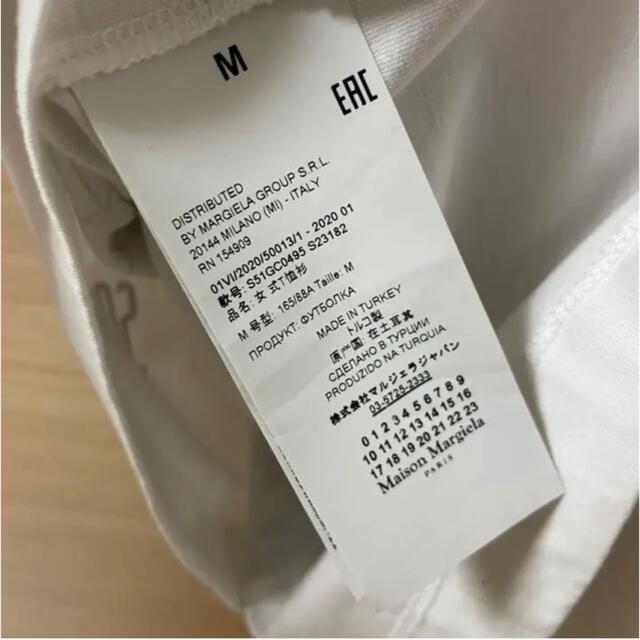 M
EAC
DISTRIBUTED
BY MARGIELA GROUP S.R.L.
20144 MILANO (MI) - ITALY
RN 154909
01VI/2020/50013/1 - 2020 01
款号: S51GC0495 S23182
品名: 女式T恤衫
M 号型: 165/88A Taille: M
ПРОДУКТ: ФУТБОЛКА
MADE IN TURKEY
トルコ製
原产国: 在土耳其
СДЕЛАНО В ТУРЦИИ
PRODUZIDO NA TURQUIA
株式会社マルジェラジャパン
03-5725-2333
0 1 2 3 4 5 6 7 8 9
10 11 12 13 14 15 16
17 18 19 20 21 22 23
Maison Margiela
PARIS